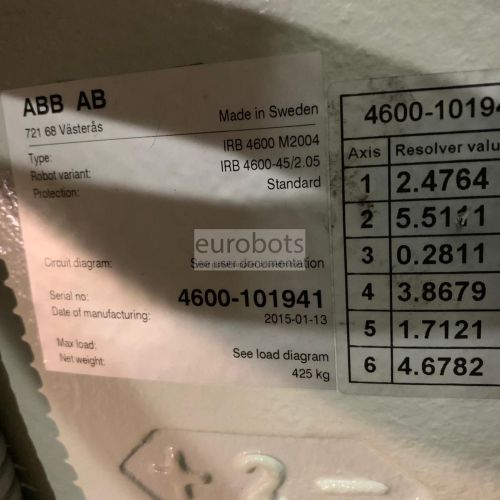 ABB AB
721 68 Västerås
Made in Sweden
Type: IRB 4600 M2004
Robot variant: IRB 4600-45/2.05
Protection: Standard
eurobots
Circuit diagram: See user documentation
Serial no: 4600-101941
Date of manufacturing: 2015-01-13
Max load: See load diagram
Net weight: 425 kg
4600-10194
Axis Resolver valu
1 2.4764
2 5.5111
3 0.2811
4 3.8679
5 1.7121
6 4.6782